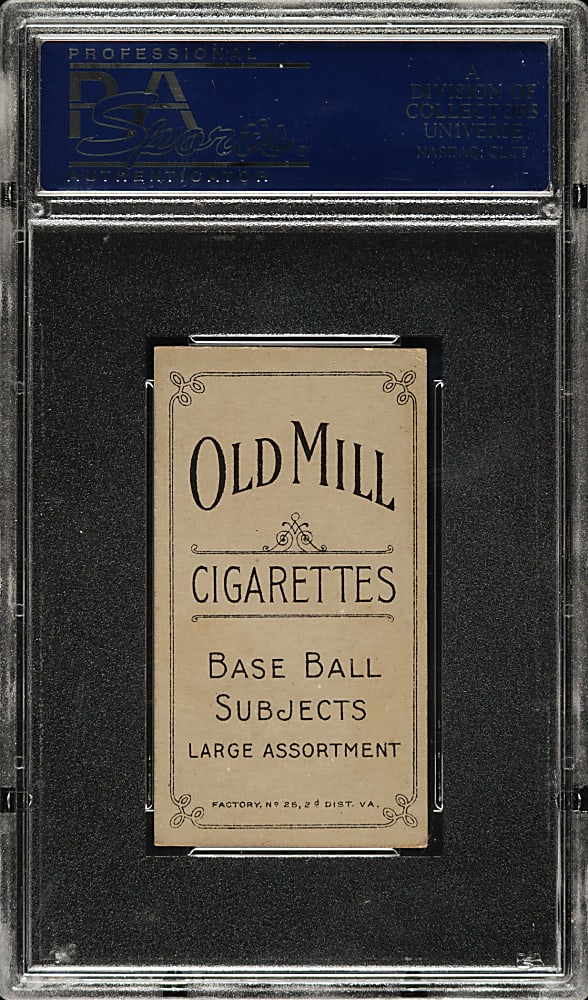 PROFESSIONAL
PSA
Sports.
AUTHENTICATOR
A
DIVISION OF
COLLECTORS
UNIVERSE
NASDAQ: CLCT
OLD MILL
CIGARETTES
BASE BALL
SUBJECTS
LARGE ASSORTMENT
FACTORY, Nº 25, 2d DIST. VA.